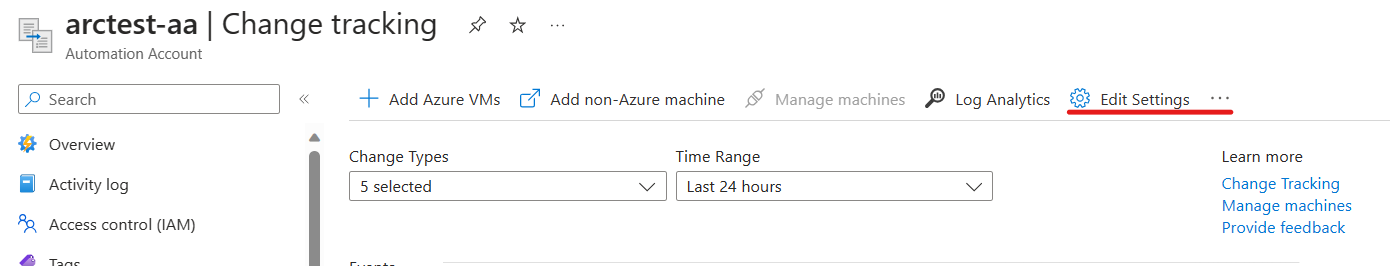 arctest-aa | Change tracking
Automation Account
Search
Add Azure VMs
Add non-Azure machine
Manage machines
Log Analytics
Edit Settings
Overview
Activity log
Access control (IAM)
Tags
Change Types
5 selected
Time Range
Last 24 hours
Learn more
Change Tracking
Manage machines
Provide feedback
Events